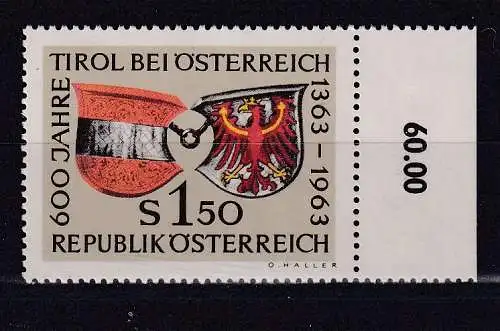 TIROL BEI ÖSTERREICH
600 JAHRE
1363-1963
S 1.50
REPUBLIK ÖSTERREICH
O. HALLER
60.00